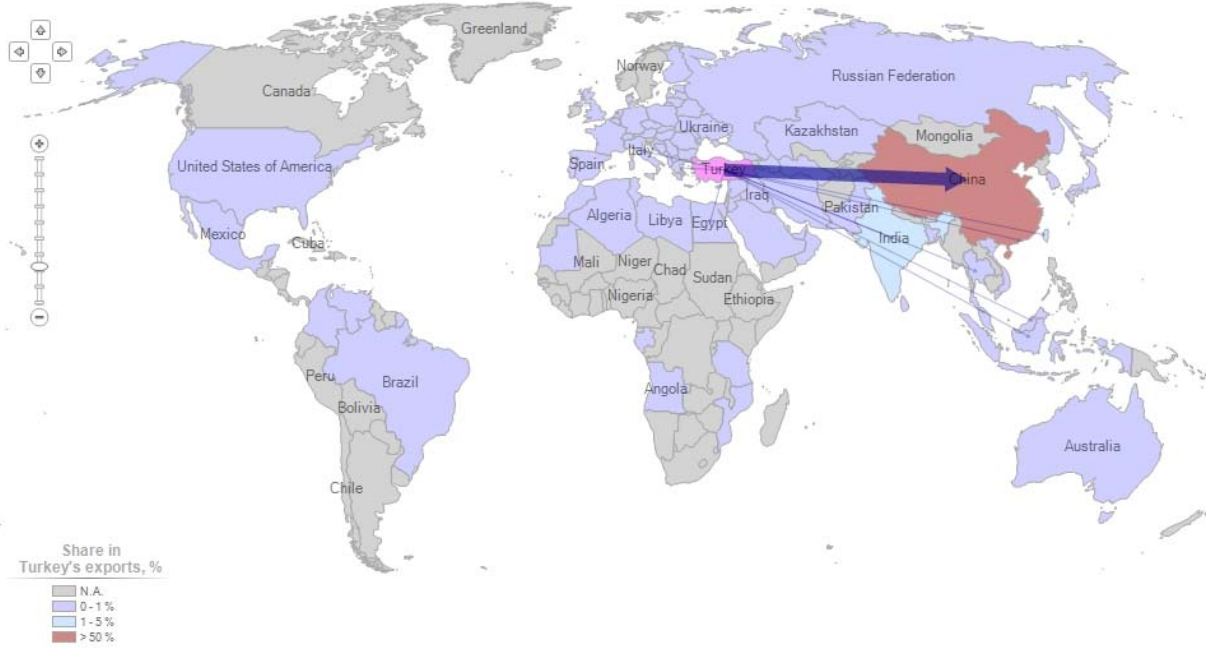 Greenland
Norway
Russian Federation
Canada
Ukraine
Kazakhstan
Mongolia
United States of America
Spain
Italy
Turkey
China
Iraq
Pakistan
Mexico
Cuba
Algeria
Libya
Egypt
India
Mali
Niger
Chad
Sudan
Nigeria
Ethiopia
Peru
Brazil
Angola
Bolivia
Australia
Chile
Share in
Turkey's exports, %
N.A.
0 - 1 %
1 - 5 %
> 50 %